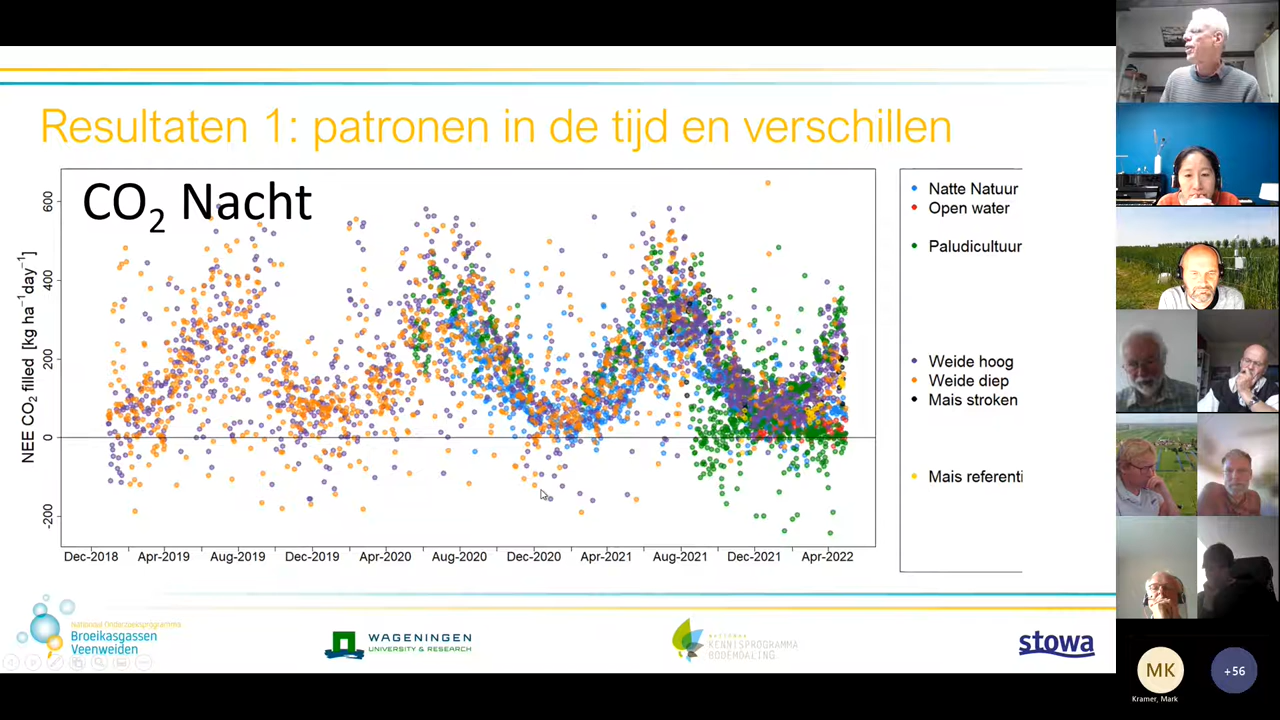 Resultaten 1: patronen in de tijd en verschillen
CO2 Nacht
NEE CO2 filled [kg ha−1day−1]
600
400
200
0
-200
Dec-2018 Apr-2019 Aug-2019 Dec-2019 Apr-2020 Aug-2020 Dec-2020 Apr-2021 Aug-2021 Dec-2021 Apr-2022
Natte Natuur
Open water
Paludicultuur
Weide hoog
Weide diep
Mais stroken
Mais referenti
Nationaal Onderzoeksprogramma
Broeikasgassen
Veenweiden
WAGENINGEN
UNIVERSITY & RESEARCH
NATIONAAL
KENNISPROGRAMMA
BODEMDALING
stowa
MK
Kramer, Mark
+56